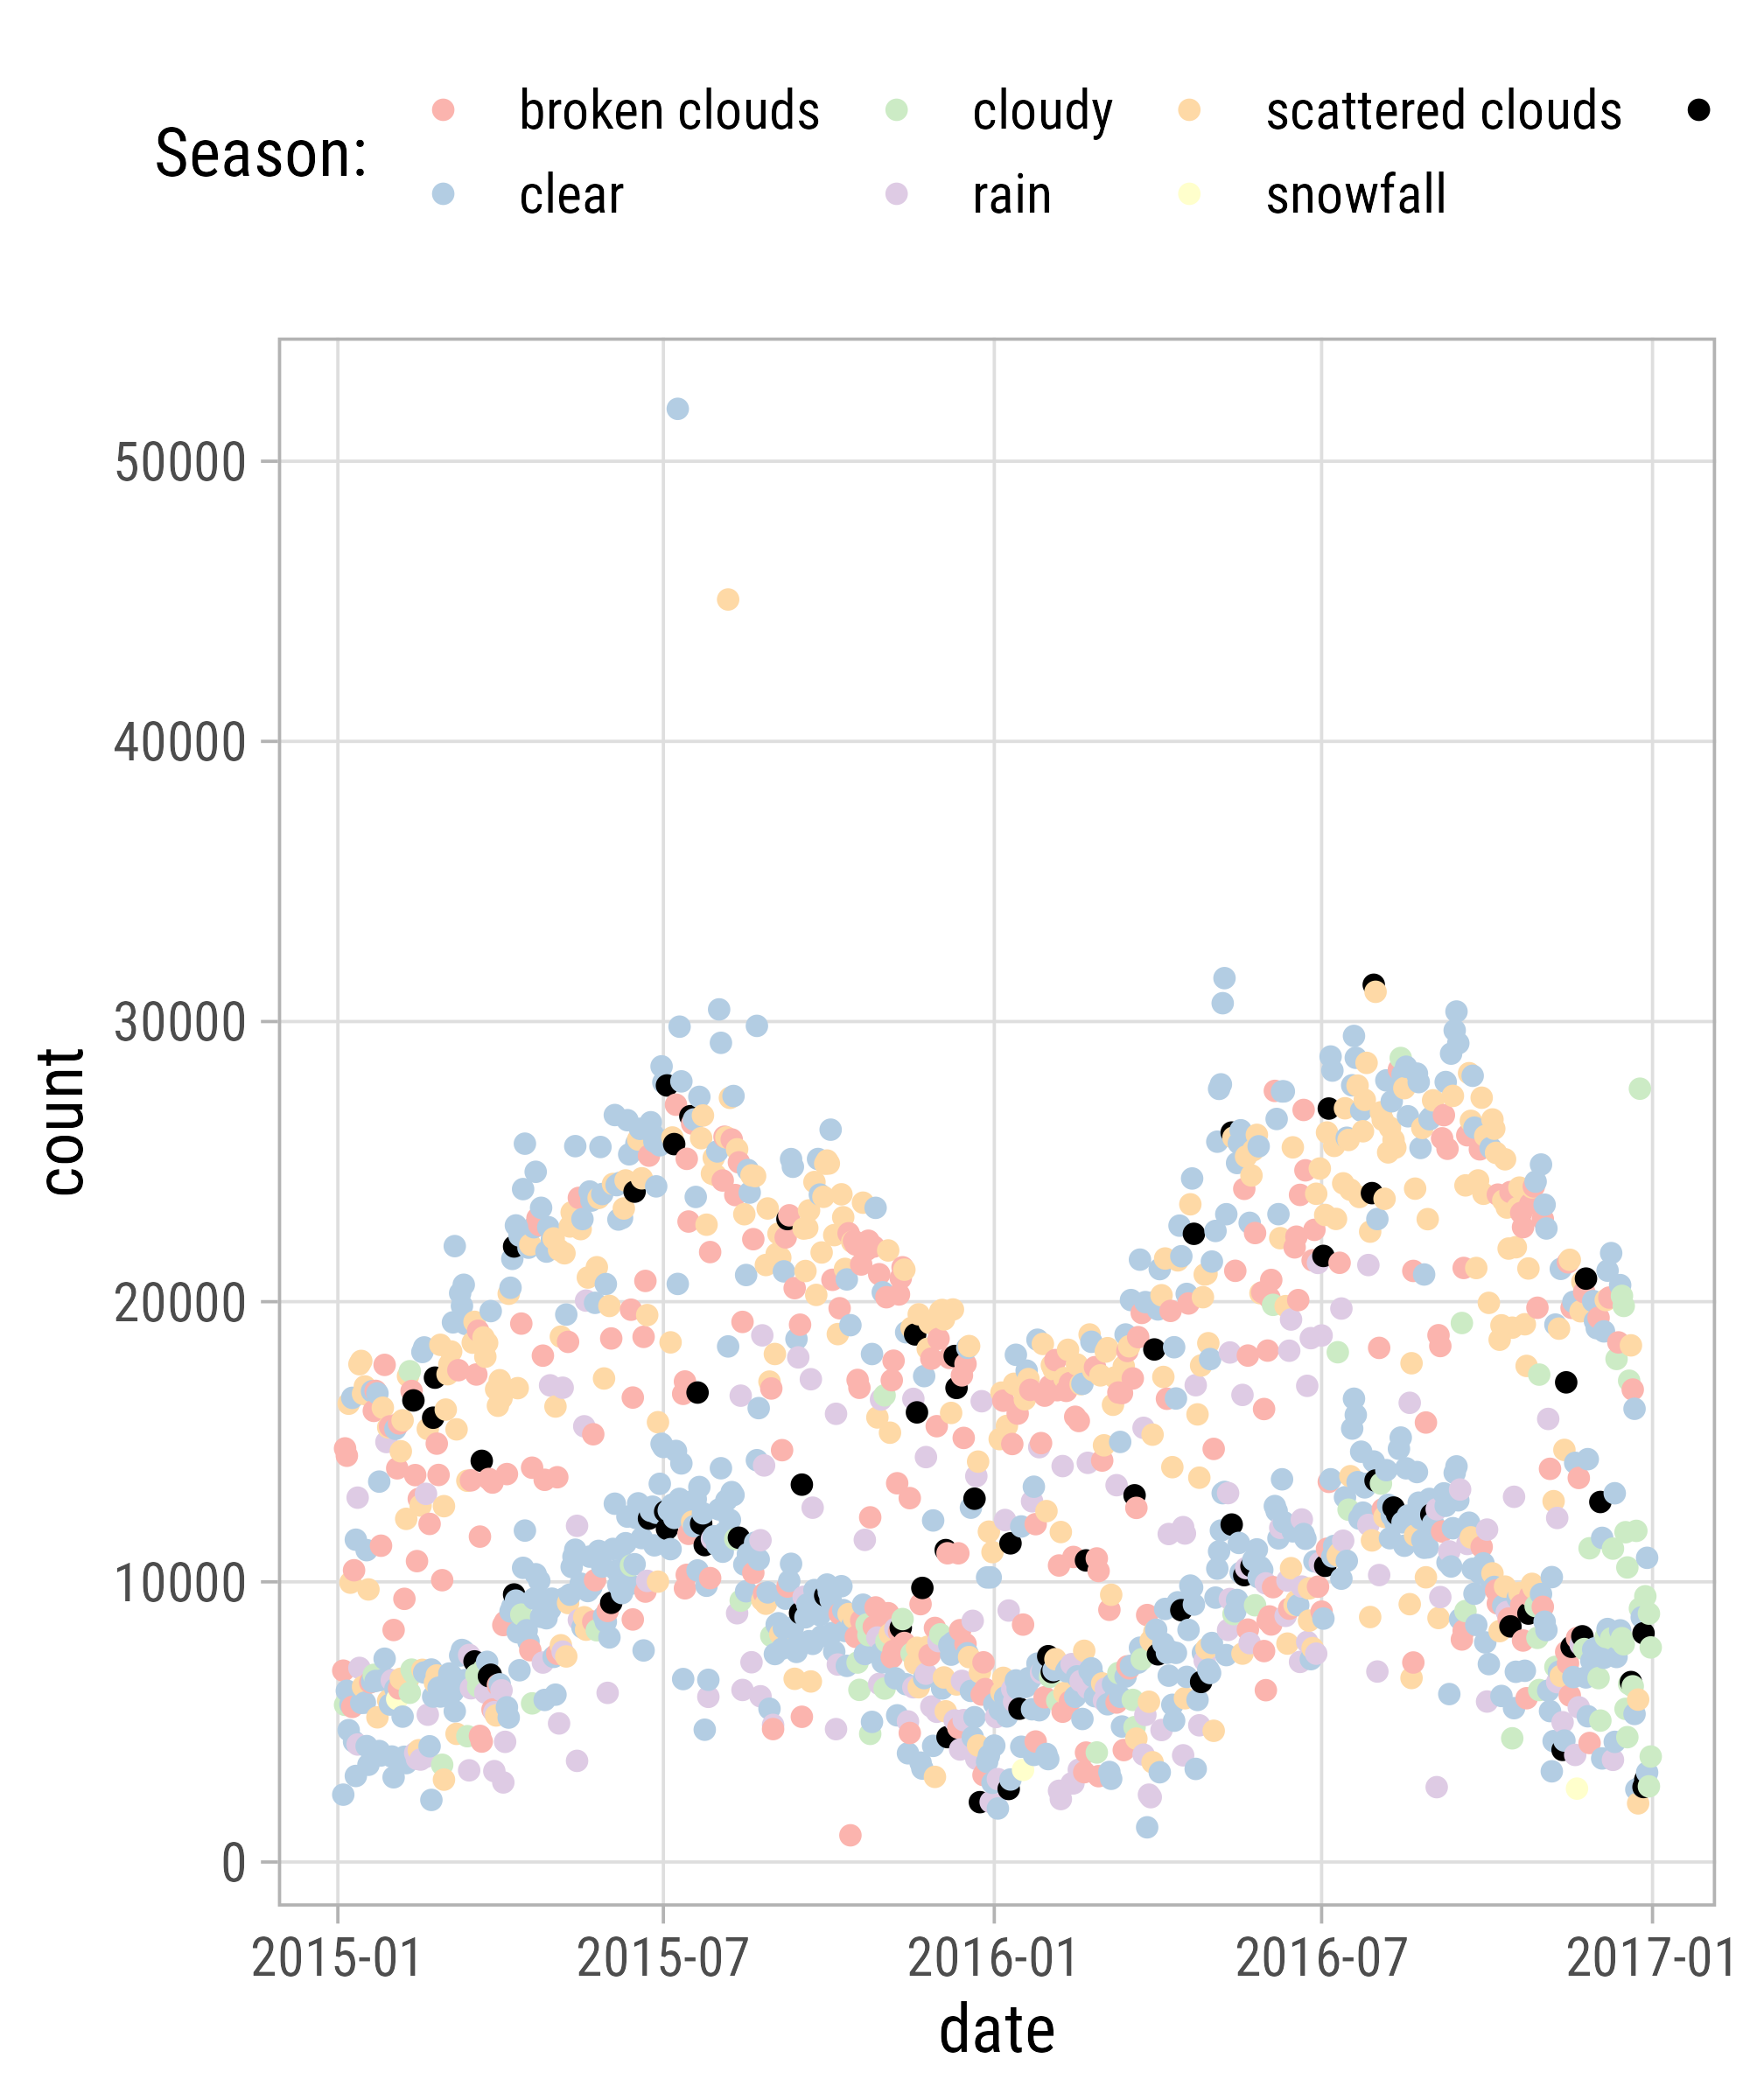 Season:
broken clouds
cloudy
scattered clouds
clear
rain
snowfall
50000
40000
30000
20000
10000
0
count
2015-01
2015-07
2016-01
2016-07
2017-01
date